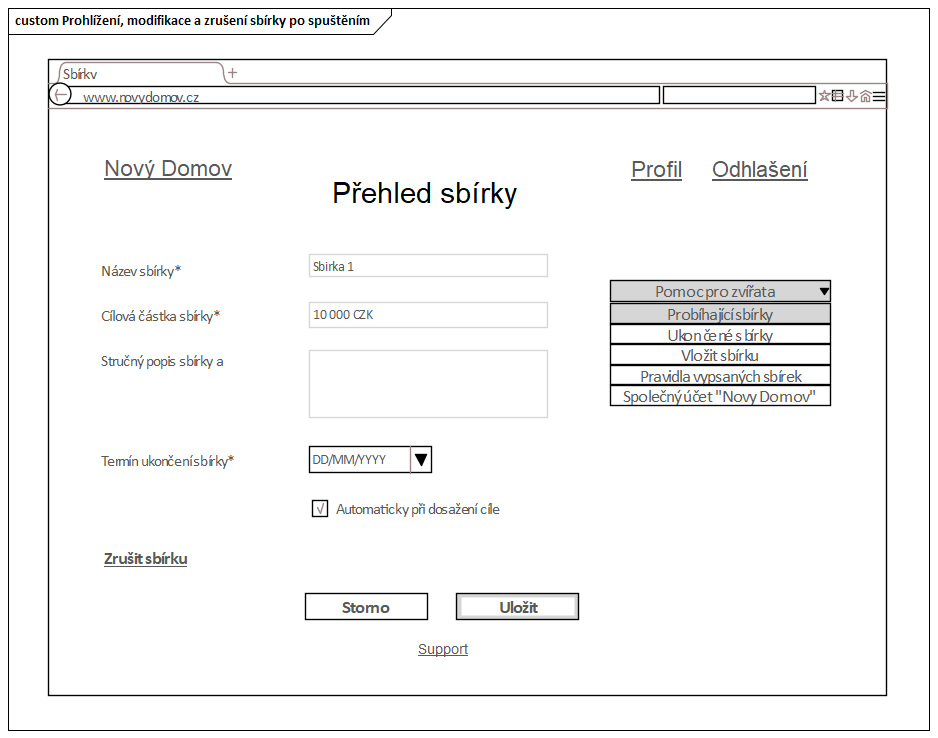 custom Prohlížení, modifikace a zrušení sbírky po spuštěním
Sbírky
www.novydomov.cz
Nový Domov
Profil
Odhlašení
Přehled sbírky
Název sbírky*
Sbirka 1
Cílová částka sbírky*
10 000 CZK
Stručný popis sbírky a
Pomoc pro zvířata
Probíhající sbírky
Ukončené sbírky
Vložit sbírku
Pravidla vypsaných sbírek
Společný účet "Novy Domov"
Termín ukončení sbírky*
DD/MM/YYYY
√ Automaticky při dosažení cíle
Zrušit sbírku
Storno
Uložit
Support